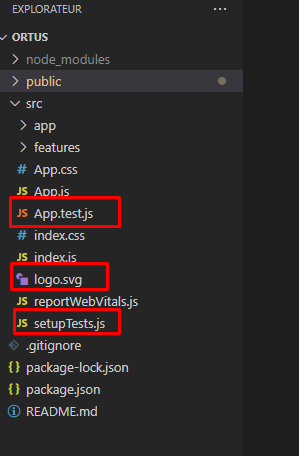 EXPLORATEUR
ORTUS
node_modules
public
src
app
features
# App.css
JS App.js
JS App.test.js
# index.css
JS index.js
logo.svg
JS reportWebVitals.js
JS setupTests.js
.gitignore
{} package-lock.json
{} package.json
README.md